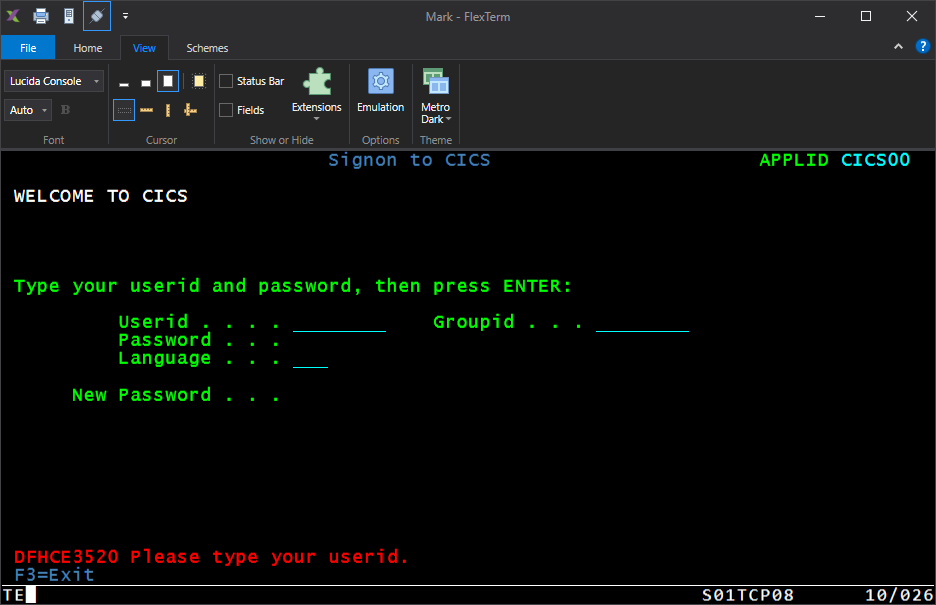 Mark - FlexTerm
File Home View Schemes
Lucida Console
Status Bar
Auto B
Fields
Extensions
Emulation
Metro
Dark
Font Cursor Show or Hide Options Theme
Signon to CICS APPLID CICS00
WELCOME TO CICS
Type your userid and password, then press ENTER:
Userid . . . . Groupid . . .
Password . . .
Language . . .
New Password . . .
DFHCE3520 Please type your userid.
F3=Exit
TE S01TCP08 10/026